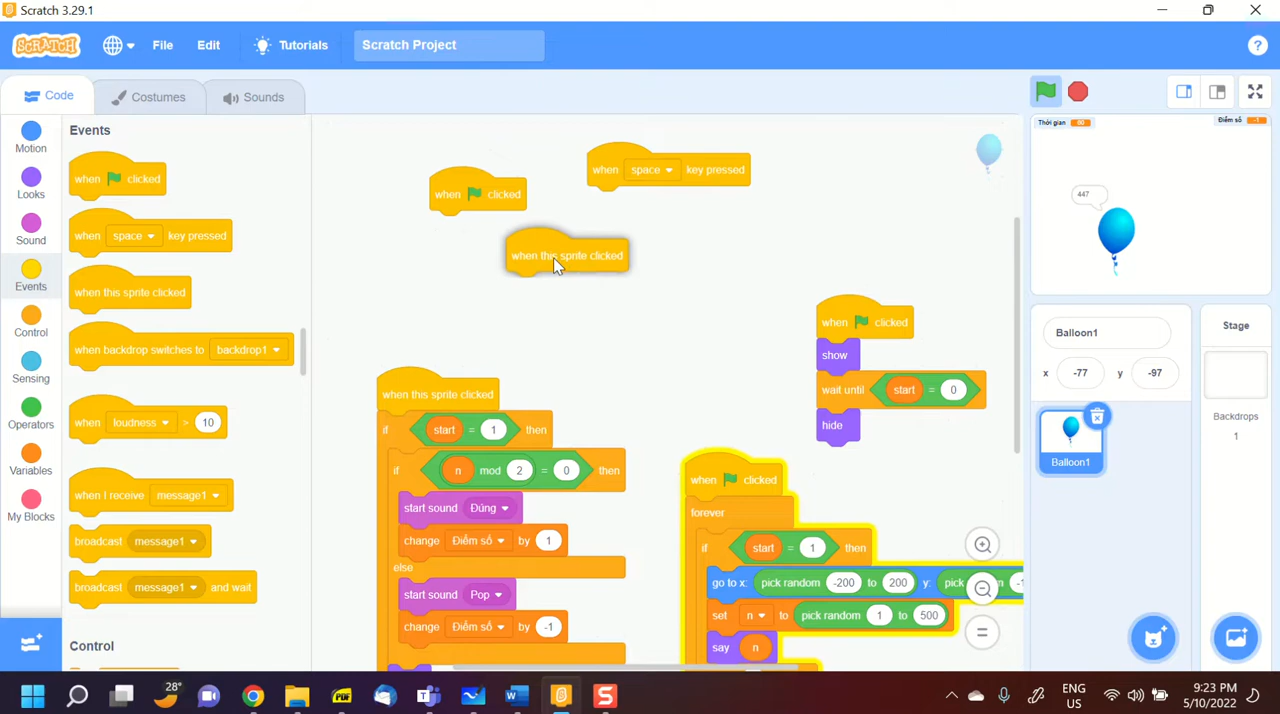 Scratch 3.29.1
SCRATCH
File
Edit
Tutorials
Scratch Project
?
Code
Costumes
Sounds
Motion
Looks
Sound
Events
Control
Sensing
Operators
Variables
My Blocks
Events
when clicked
when space key pressed
when this sprite clicked
when backdrop switches to backdrop1
when loudness > 10
when I receive message1
broadcast message1
broadcast message1 and wait
Control
when clicked
when space key pressed
when this sprite clicked
when this sprite clicked
if start = 1 then
if n mod 2 = 0 then
start sound Đúng
change Điểm số by 1
else
start sound Pop
change Điểm số by -1
when clicked
show
wait until start = 0
hide
when clicked
forever
if start = 1 then
go to x: pick random -200 to 200 y:
set n to pick random 1 to 500
say n
Thời gian 60
Điểm số -1
447
Balloon1
x -77 y -97
Balloon1
Stage
Backdrops
1
28°
PDF
ENG
US
9:23 PM
5/10/2022